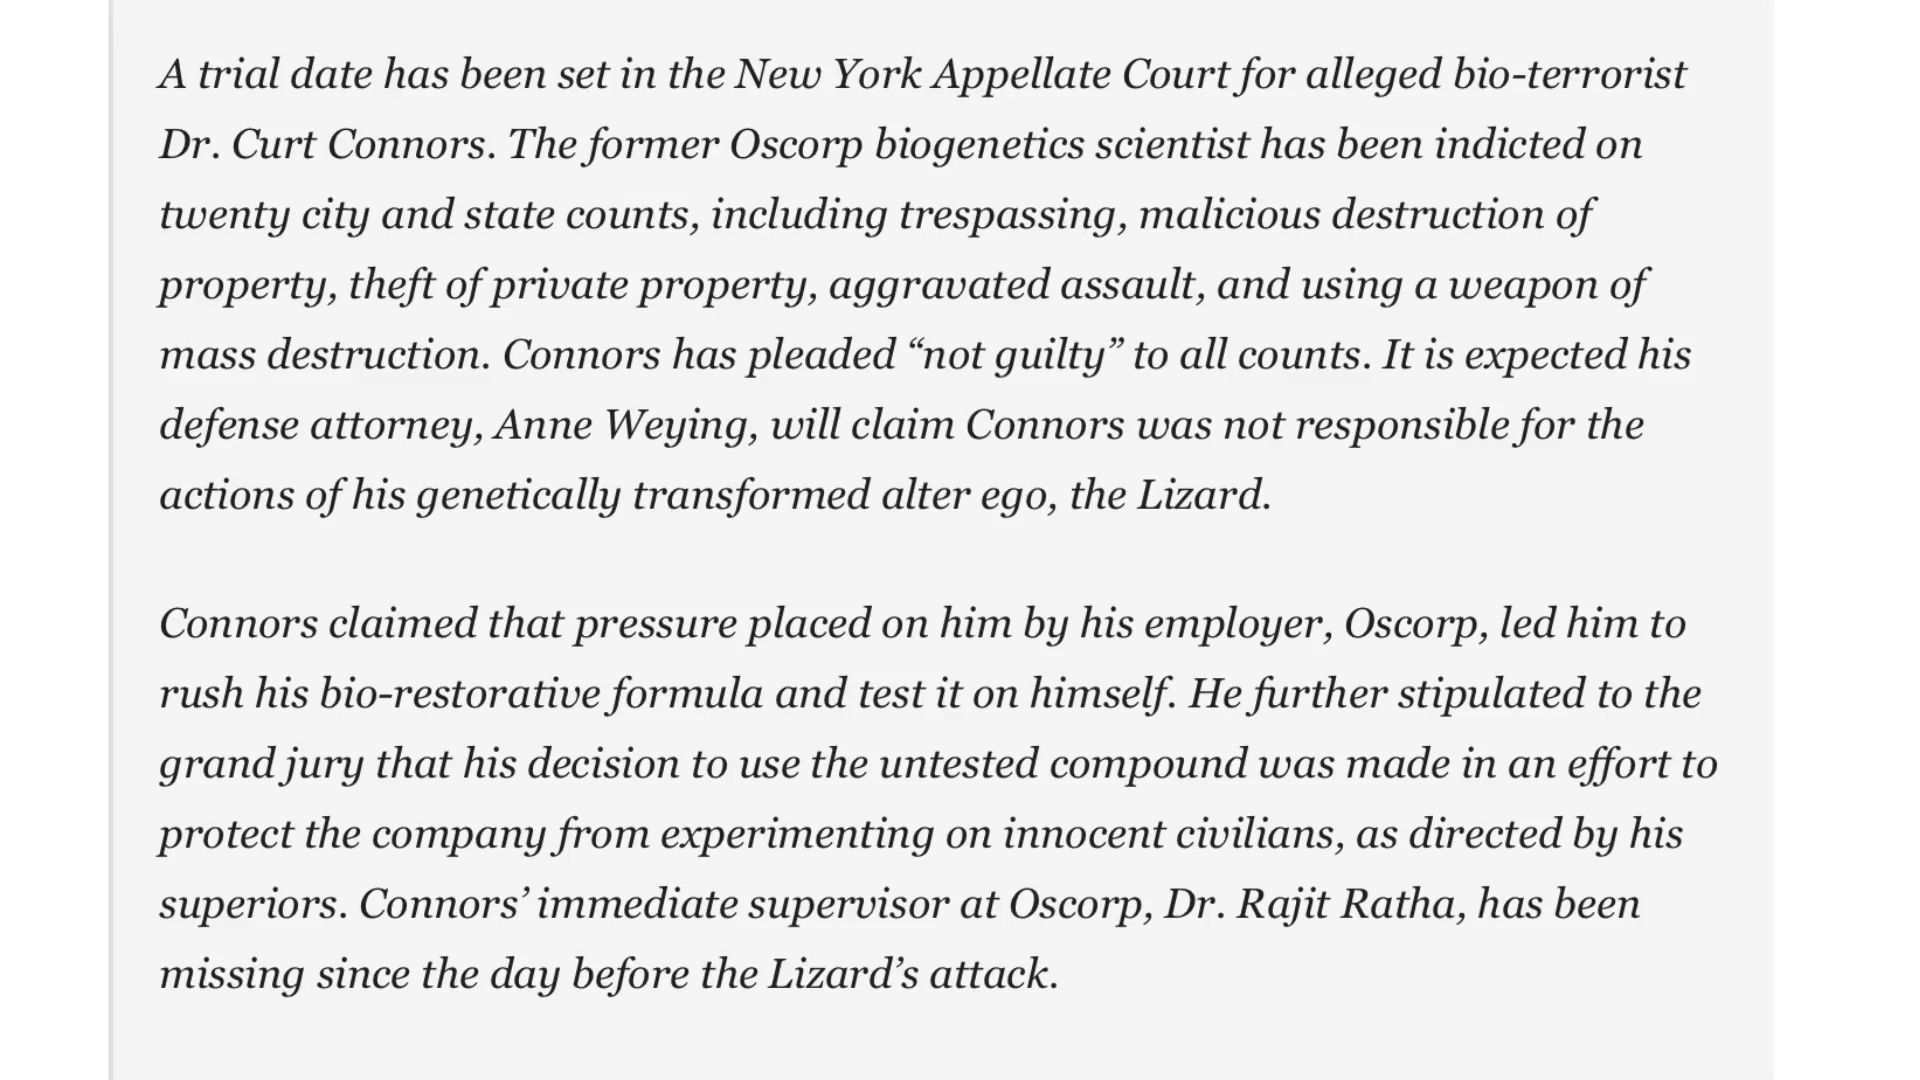 A trial date has been set in the New York Appellate Court for alleged bio-terrorist
Dr. Curt Connors. The former Oscorp biogenetics scientist has been indicted on
twenty city and state counts, including trespassing, malicious destruction of
property, theft of private property, aggravated assault, and using a weapon of
mass destruction. Connors has pleaded “not guilty” to all counts. It is expected his
defense attorney, Anne Weying, will claim Connors was not responsible for the
actions of his genetically transformed alter ego, the Lizard.
Connors claimed that pressure placed on him by his employer, Oscorp, led him to
rush his bio-restorative formula and test it on himself. He further stipulated to the
grand jury that his decision to use the untested compound was made in an effort to
protect the company from experimenting on innocent civilians, as directed by his
superiors. Connors’ immediate supervisor at Oscorp, Dr. Rajit Ratha, has been
missing since the day before the Lizard’s attack.